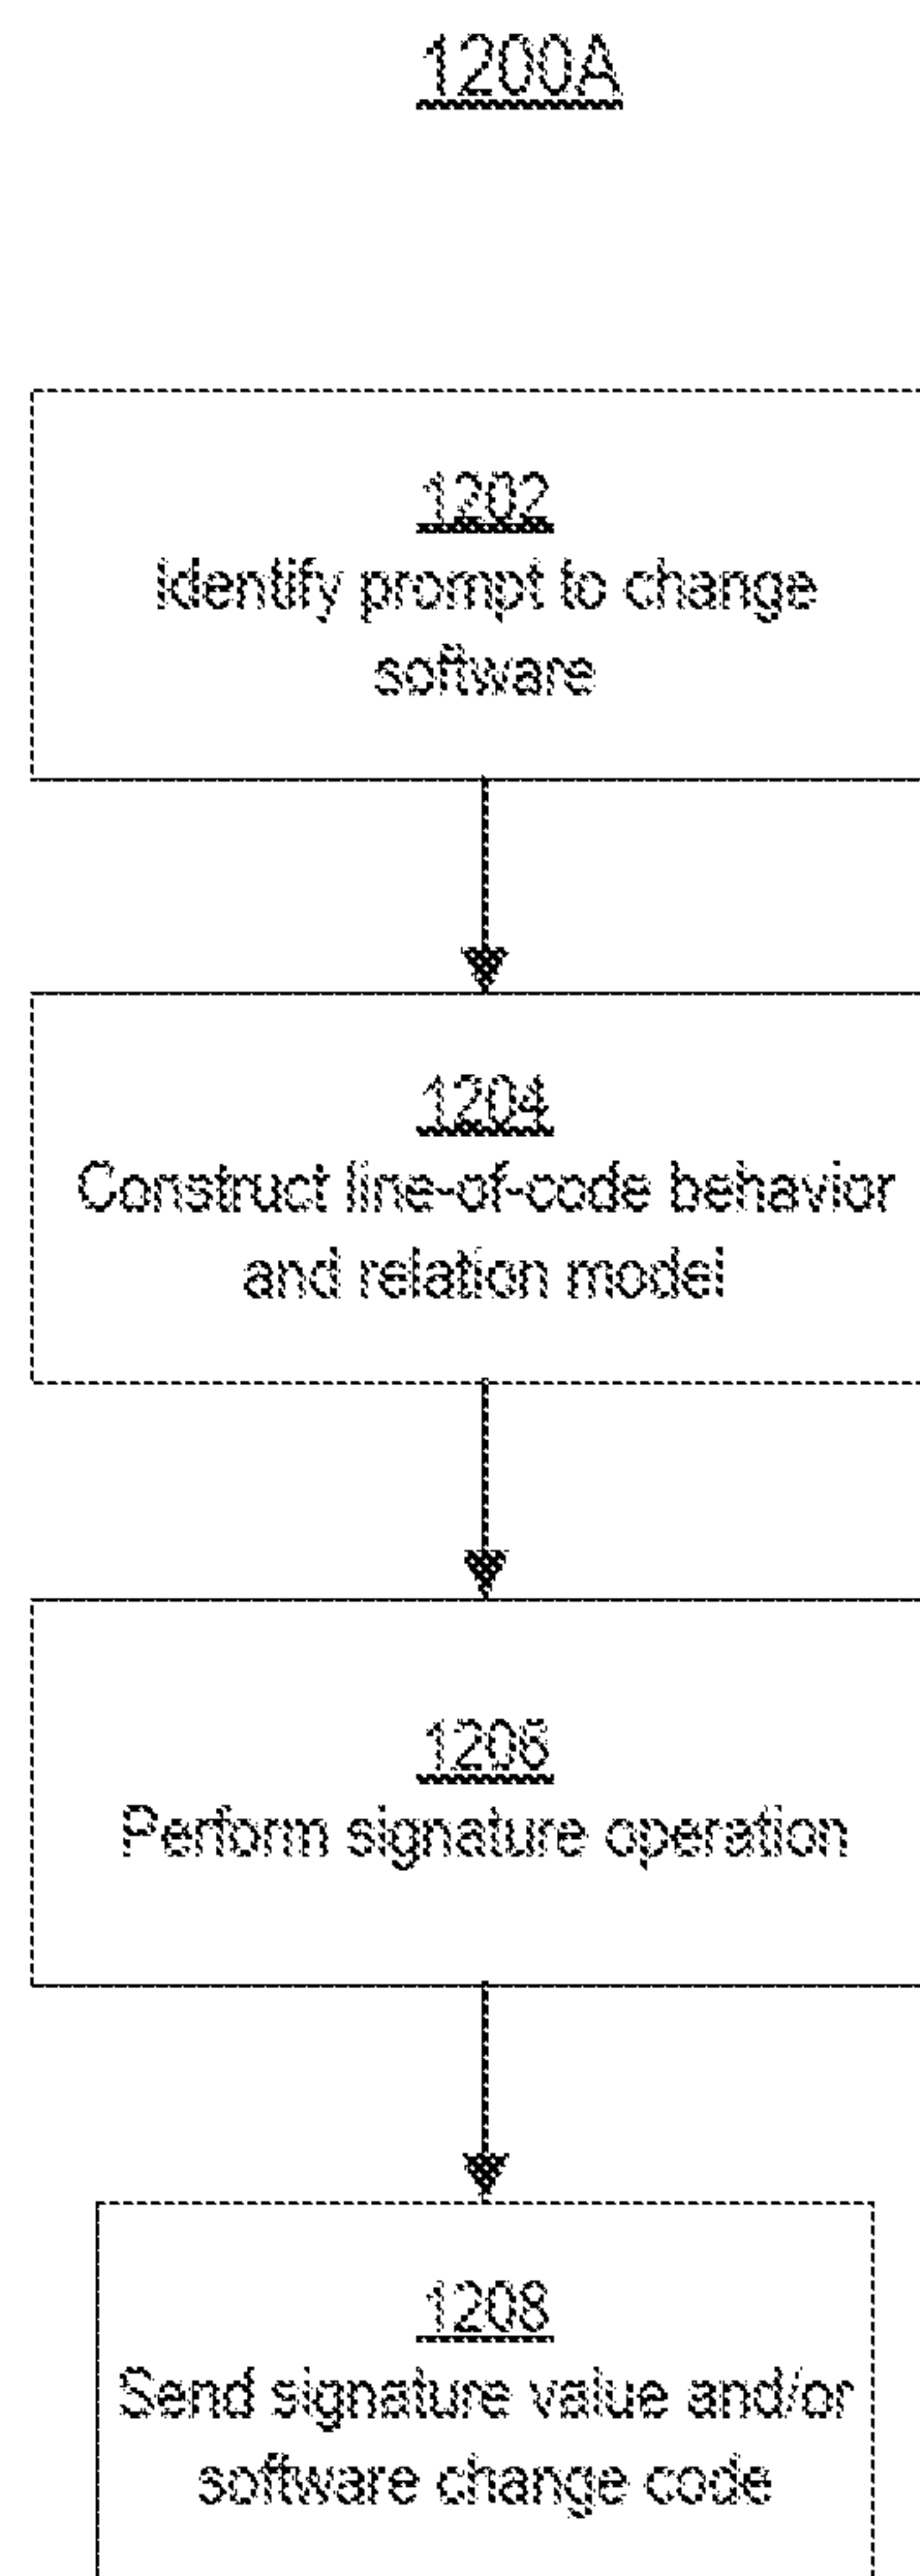 1200A
1202
Identify prompt to change
software
1204
Construct line-of-code behavior
and relation model
1206
Perform signature operation
1208
Send signature value and/or
software change code